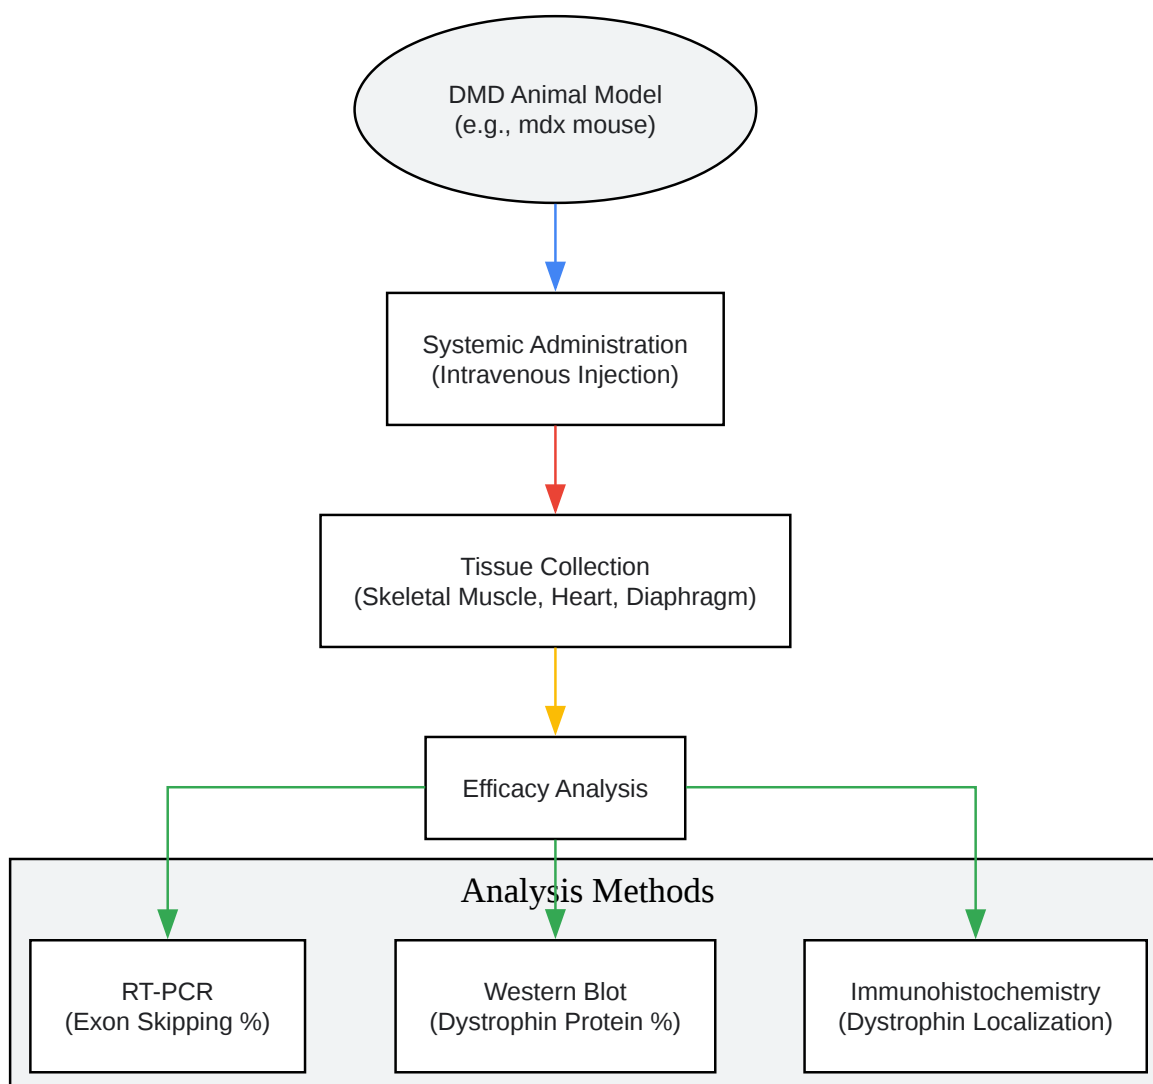 DMD Animal Model
(e.g., mdx mouse)
Systemic Administration
(Intravenous Injection)
Tissue Collection
(Skeletal Muscle, Heart, Diaphragm)
Efficacy Analysis
Analysis Methods
RT-PCR
(Exon Skipping %)
Western Blot
(Dystrophin Protein %)
Immunohistochemistry
(Dystrophin Localization)